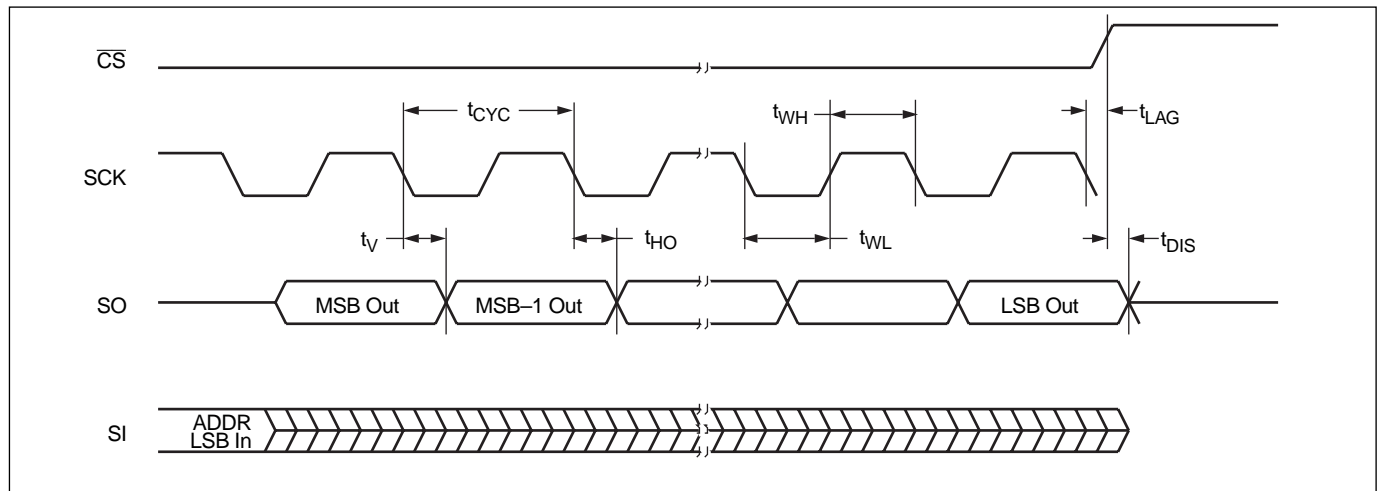 C̅S̅
tCYC
tWH
tLAG
SCK
tV
tHO
tWL
tDIS
SO
MSB Out
MSB–1 Out
LSB Out
SI
ADDR
LSB In